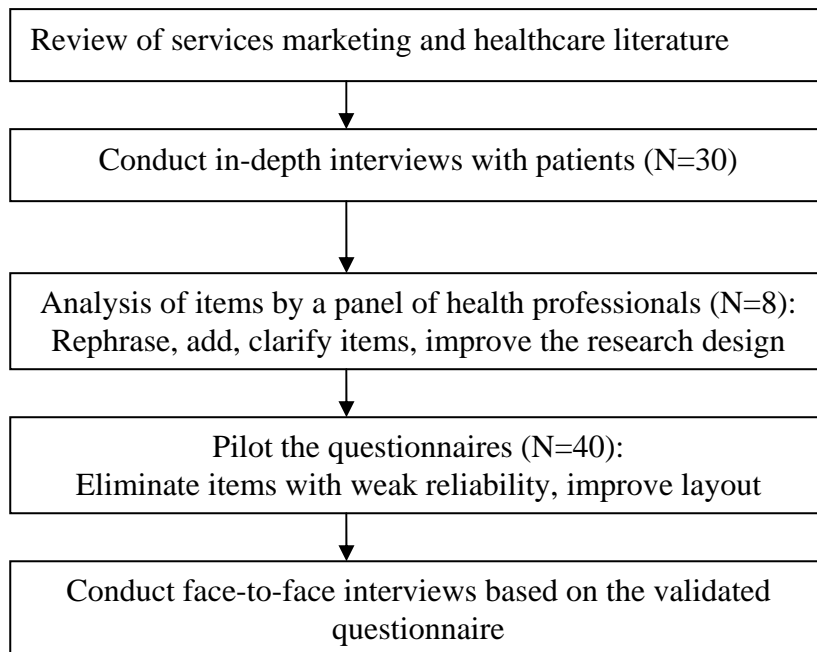 Review of services marketing and healthcare literature
Conduct in-depth interviews with patients (N=30)
Analysis of items by a panel of health professionals (N=8):
Rephrase, add, clarify items, improve the research design
Pilot the questionnaires (N=40):
Eliminate items with weak reliability, improve layout
Conduct face-to-face interviews based on the validated
questionnaire